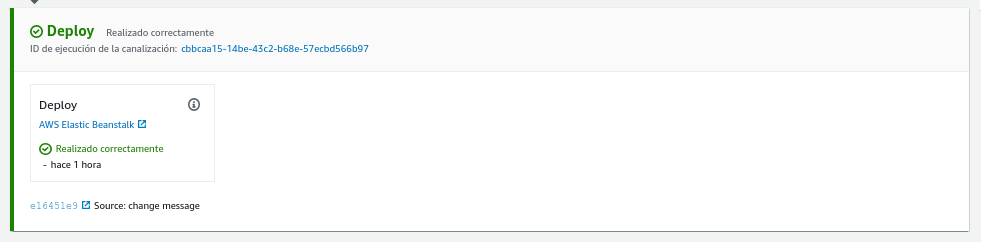 Deploy Realizado correctamente
ID de ejecución de la canalización: cbbcaa15-14be-43c2-b68e-57ecbd566b97
Deploy
AWS Elastic Beanstalk
Realizado correctamente
- hace 1 hora
e16451e9 Source: change message